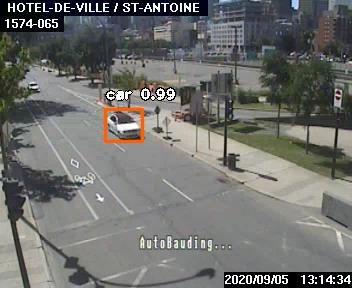 HOTEL-DE-VILLE / ST-ANTOINE
1574-065
car 0.99
AutoBauding...
2020/09/05 13:14:34